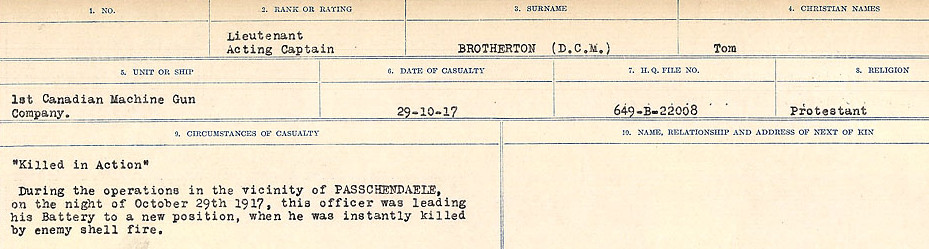 1. NO.
2. RANK OR RATING
3. SURNAME
4. CHRISTIAN NAMES
Lieutenant
Acting Captain
BROTHERTON (D.C.M.)
Tom
5. UNIT OR SHIP
6. DATE OF CASUALTY
7. H. Q. FILE NO.
8. RELIGION
1st Canadian Machine Gun
Company.
29-10-17
649-B-22008
Protestant
9. CIRCUMSTANCES OF CASUALTY
10. NAME, RELATIONSHIP AND ADDRESS OF NEXT OF KIN
"Killed in Action"
During the operations in the vicinity of PASSCHENDAELE,
on the night of October 29th 1917, this officer was leading
his Battery to a new position, when he was instantly killed
by enemy shell fire.